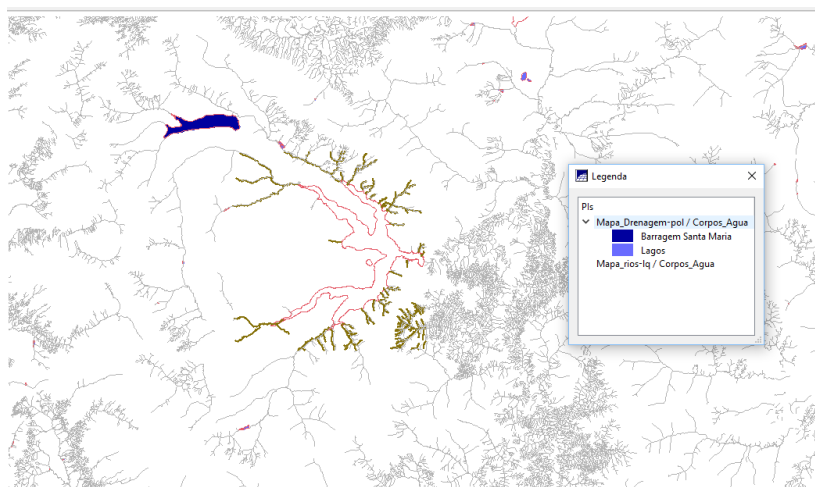 Legenda
PIs
Mapa_Drenagem-pol / Corpos_Agua
Barragem Santa Maria
Lagos
Mapa_rios-lq / Corpos_Agua